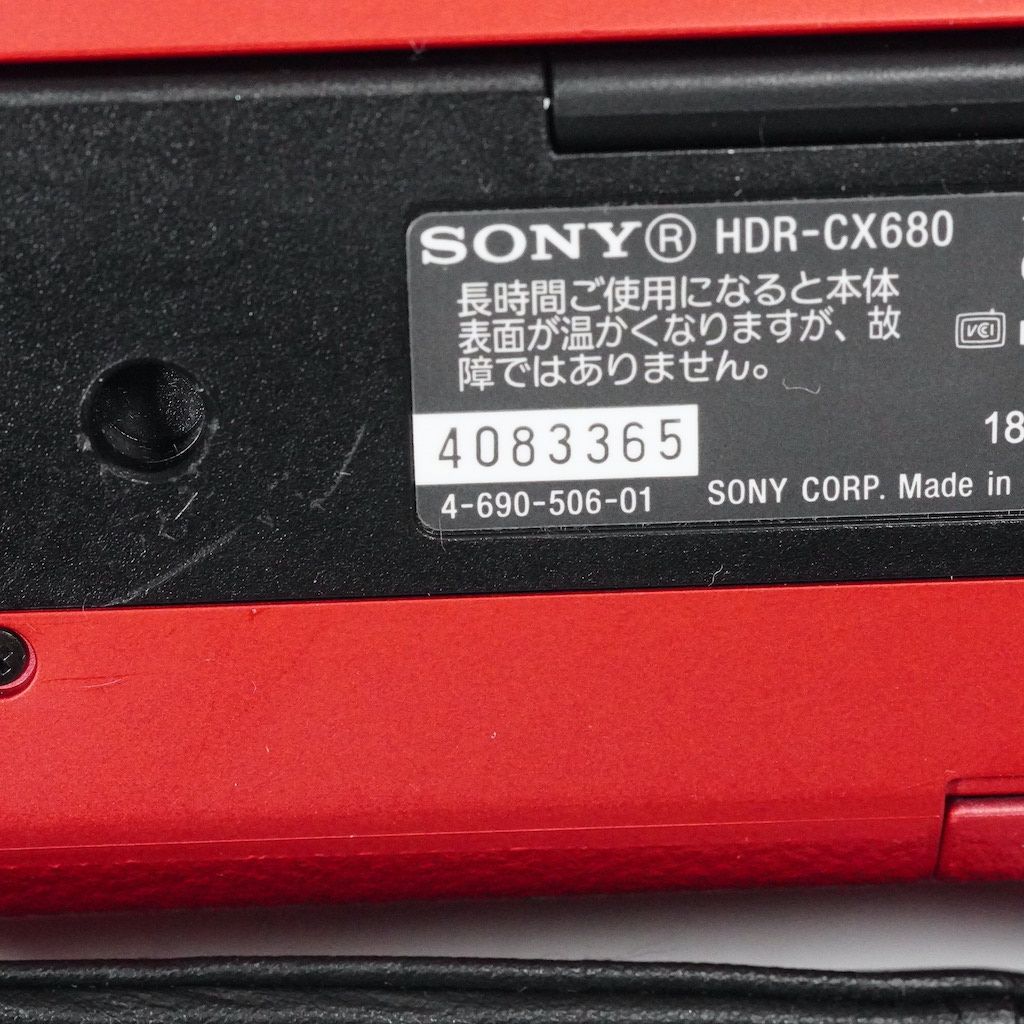 SONY® HDR-CX680
長時間ご使用になると本体
表面が温かくなりますが、故
障ではありません。
VCCI
18
4083365
4-690-506-01
SONY CORP. Made in